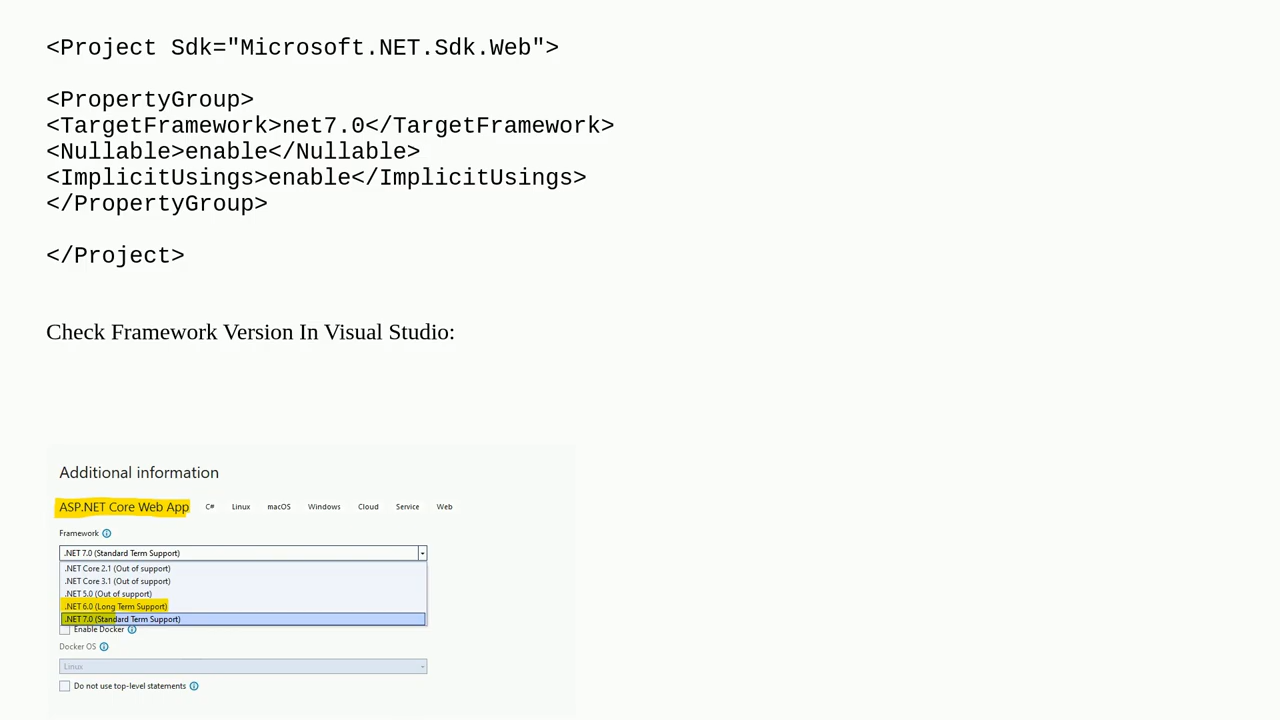 <Project Sdk="Microsoft.NET.Sdk.Web">
<PropertyGroup>
<TargetFramework>net7.0</TargetFramework>
<Nullable>enable</Nullable>
<ImplicitUsings>enable</ImplicitUsings>
</PropertyGroup>
</Project>
Check Framework Version In Visual Studio:
Additional information
ASP.NET Core Web App C# Linux macOS Windows Cloud Service Web
Framework
.NET 7.0 (Standard Term Support)
.NET Core 2.1 (Out of support)
.NET Core 3.1 (Out of support)
.NET 5.0 (Out of support)
.NET 6.0 (Long Term Support)
.NET 7.0 (Standard Term Support)
Enable Docker
Docker OS
Linux
Do not use top-level statements